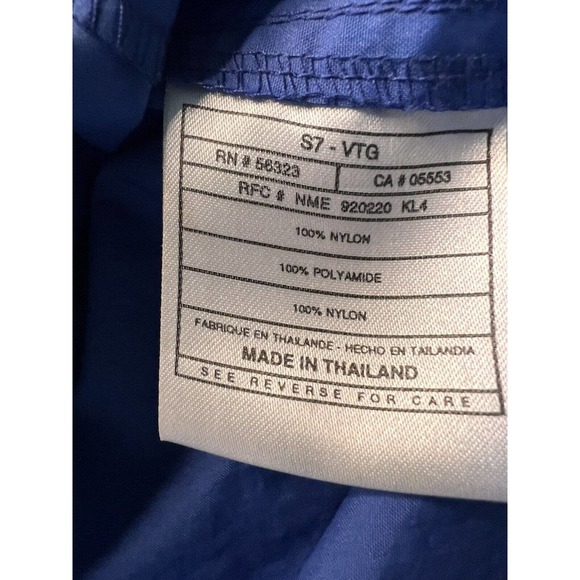 S7 - VTG
RN # 56323 CA # 05553
RFC # NME 920220 KL4
100% NYLON
100% POLYAMIDE
100% NYLON
FABRIQUE EN THAILANDE - HECHO EN TAILANDIA
MADE IN THAILAND
SEE REVERSE FOR CARE